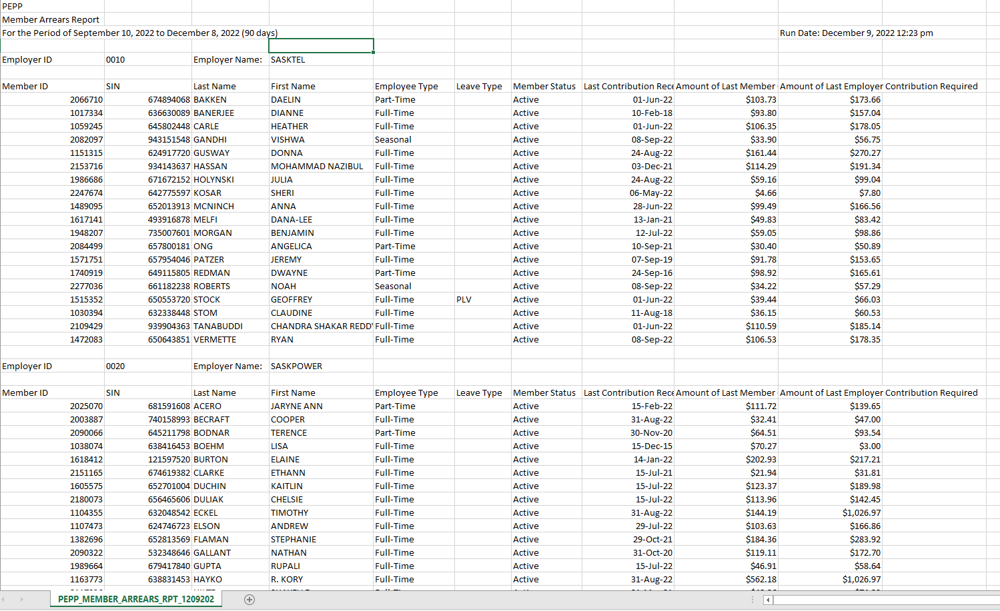 PEPP
Member Arrears Report
For the Period of September 10, 2022 to December 8, 2022 (90 days) Run Date: December 9, 2022 12:23 pm
Employer ID 0010 Employer Name: SASKTEL
Member ID SIN Last Name First Name Employee Type Leave Type Member Status Last Contribution Rece Amount of Last Member Amount of Last Employer Contribution Required
2066710 674894068 BAKKEN DAELIN Part-Time Active 01-Jun-22 $103.73 $173.66
1017334 636630089 BANERJEE DIANNE Full-Time Active 10-Feb-18 $93.80 $157.04
1059245 645802448 CARLE HEATHER Full-Time Active 01-Jun-22 $106.35 $178.05
2082097 943151548 GANDHI VISHWA Seasonal Active 08-Sep-22 $33.90 $56.75
1151315 624917720 GUSWAY DONNA Full-Time Active 24-Aug-22 $161.44 $270.27
2153716 934143637 HASSAN MOHAMMAD NAZIBUL Full-Time Active 03-Dec-21 $114.29 $191.34
1986686 671672152 HOLYNSKI JULIA Full-Time Active 24-Aug-22 $59.16 $99.04
2247674 642775597 KOSAR SHERI Full-Time Active 06-May-22 $4.66 $7.80
1489095 652013913 MCNINCH ANNA Full-Time Active 28-Jun-22 $99.49 $166.56
1617141 493916878 MELFI DANA-LEE Full-Time Active 13-Jan-21 $49.83 $83.42
1948207 735007601 MORGAN BENJAMIN Full-Time Active 12-Jul-22 $59.05 $98.86
2084499 657800181 ONG ANGELICA Part-Time Active 10-Sep-21 $30.40 $50.89
1571751 657954046 PATZER JEREMY Full-Time Active 07-Sep-19 $91.78 $153.65
1740919 649115805 REDMAN DWAYNE Part-Time Active 24-Sep-16 $98.92 $165.61
2277036 661182238 ROBERTS NOAH Seasonal Active 08-Sep-22 $34.22 $57.29
1515352 650553720 STOCK GEOFFREY Full-Time PLV Active 01-Jun-22 $39.44 $66.03
1030394 632338448 STOM CLAUDINE Full-Time Active 11-Aug-18 $36.15 $60.53
2109429 939904363 TANABUDDI CHANDRA SHAKAR REDD Full-Time Active 01-Jun-22 $110.59 $185.14
1472083 650643851 VERMETTE RYAN Full-Time Active 08-Sep-22 $106.53 $178.35
Employer ID 0020 Employer Name: SASKPOWER
Member ID SIN Last Name First Name Employee Type Leave Type Member Status Last Contribution Rece Amount of Last Member Amount of Last Employer Contribution Required
2025070 681591608 ACERO JARYNE ANN Part-Time Active 15-Feb-22 $111.72 $139.65
2003887 740158993 BECRAFT COOPER Full-Time Active 31-Aug-22 $32.41 $47.00
2090066 645211798 BODNAR TERENCE Part-Time Active 30-Nov-20 $64.51 $93.54
1038074 638416453 BOEHM LISA Full-Time Active 15-Dec-15 $70.27 $3.00
1618412 121597520 BURTON ELAINE Full-Time Active 14-Jan-22 $202.93 $217.21
2151165 674619382 CLARKE ETHANN Full-Time Active 15-Jul-21 $21.94 $31.81
1605575 652701004 DUCHIN KAITLIN Full-Time Active 15-Jul-22 $123.37 $189.98
2180073 656465606 DULIAK CHELSIE Full-Time Active 15-Jul-22 $113.96 $142.45
1104355 632048542 ECKEL TIMOTHY Full-Time Active 31-Aug-22 $144.19 $1,026.97
1107473 624746723 ELSON ANDREW Full-Time Active 29-Jul-22 $103.63 $166.86
1382696 652813569 FLAMAN STEPHANIE Full-Time Active 29-Oct-21 $184.36 $283.92
2090322 532348646 GALLANT NATHAN Full-Time Active 31-Oct-20 $119.11 $172.70
1989664 679417840 GUPTA RUPALI Full-Time Active 15-Jul-22 $46.91 $58.64
1163773 638831453 HAYKO R. KORY Full-Time Active 31-Aug-22 $562.18 $1,026.97
PEPP_MEMBER_ARREARS_RPT_1209202